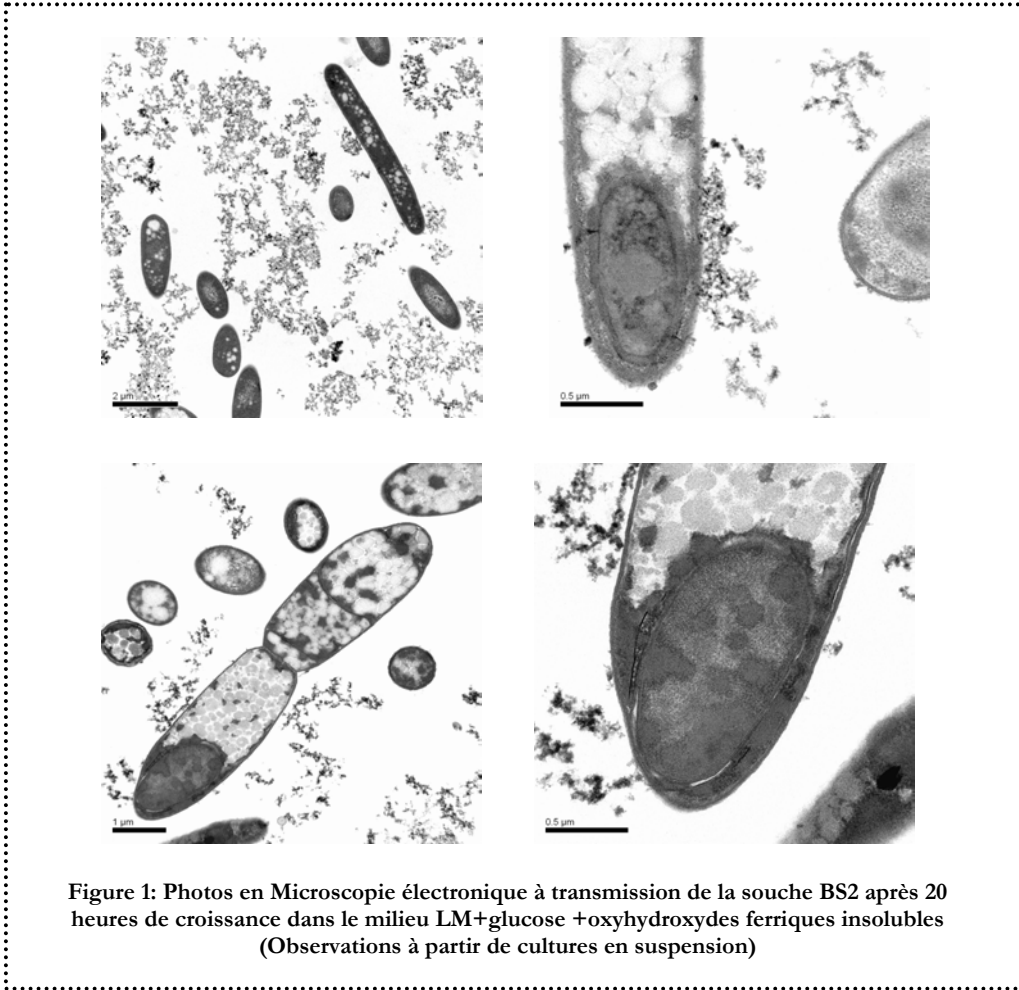 2 µm
0.5 µm
1 µm
0.5 µm
Figure 1: Photos en Microscopie électronique à transmission de la souche BS2 après 20
heures de croissance dans le milieu LM+glucose +oxyhydroxydes ferriques insolubles
(Observations à partir de cultures en suspension)